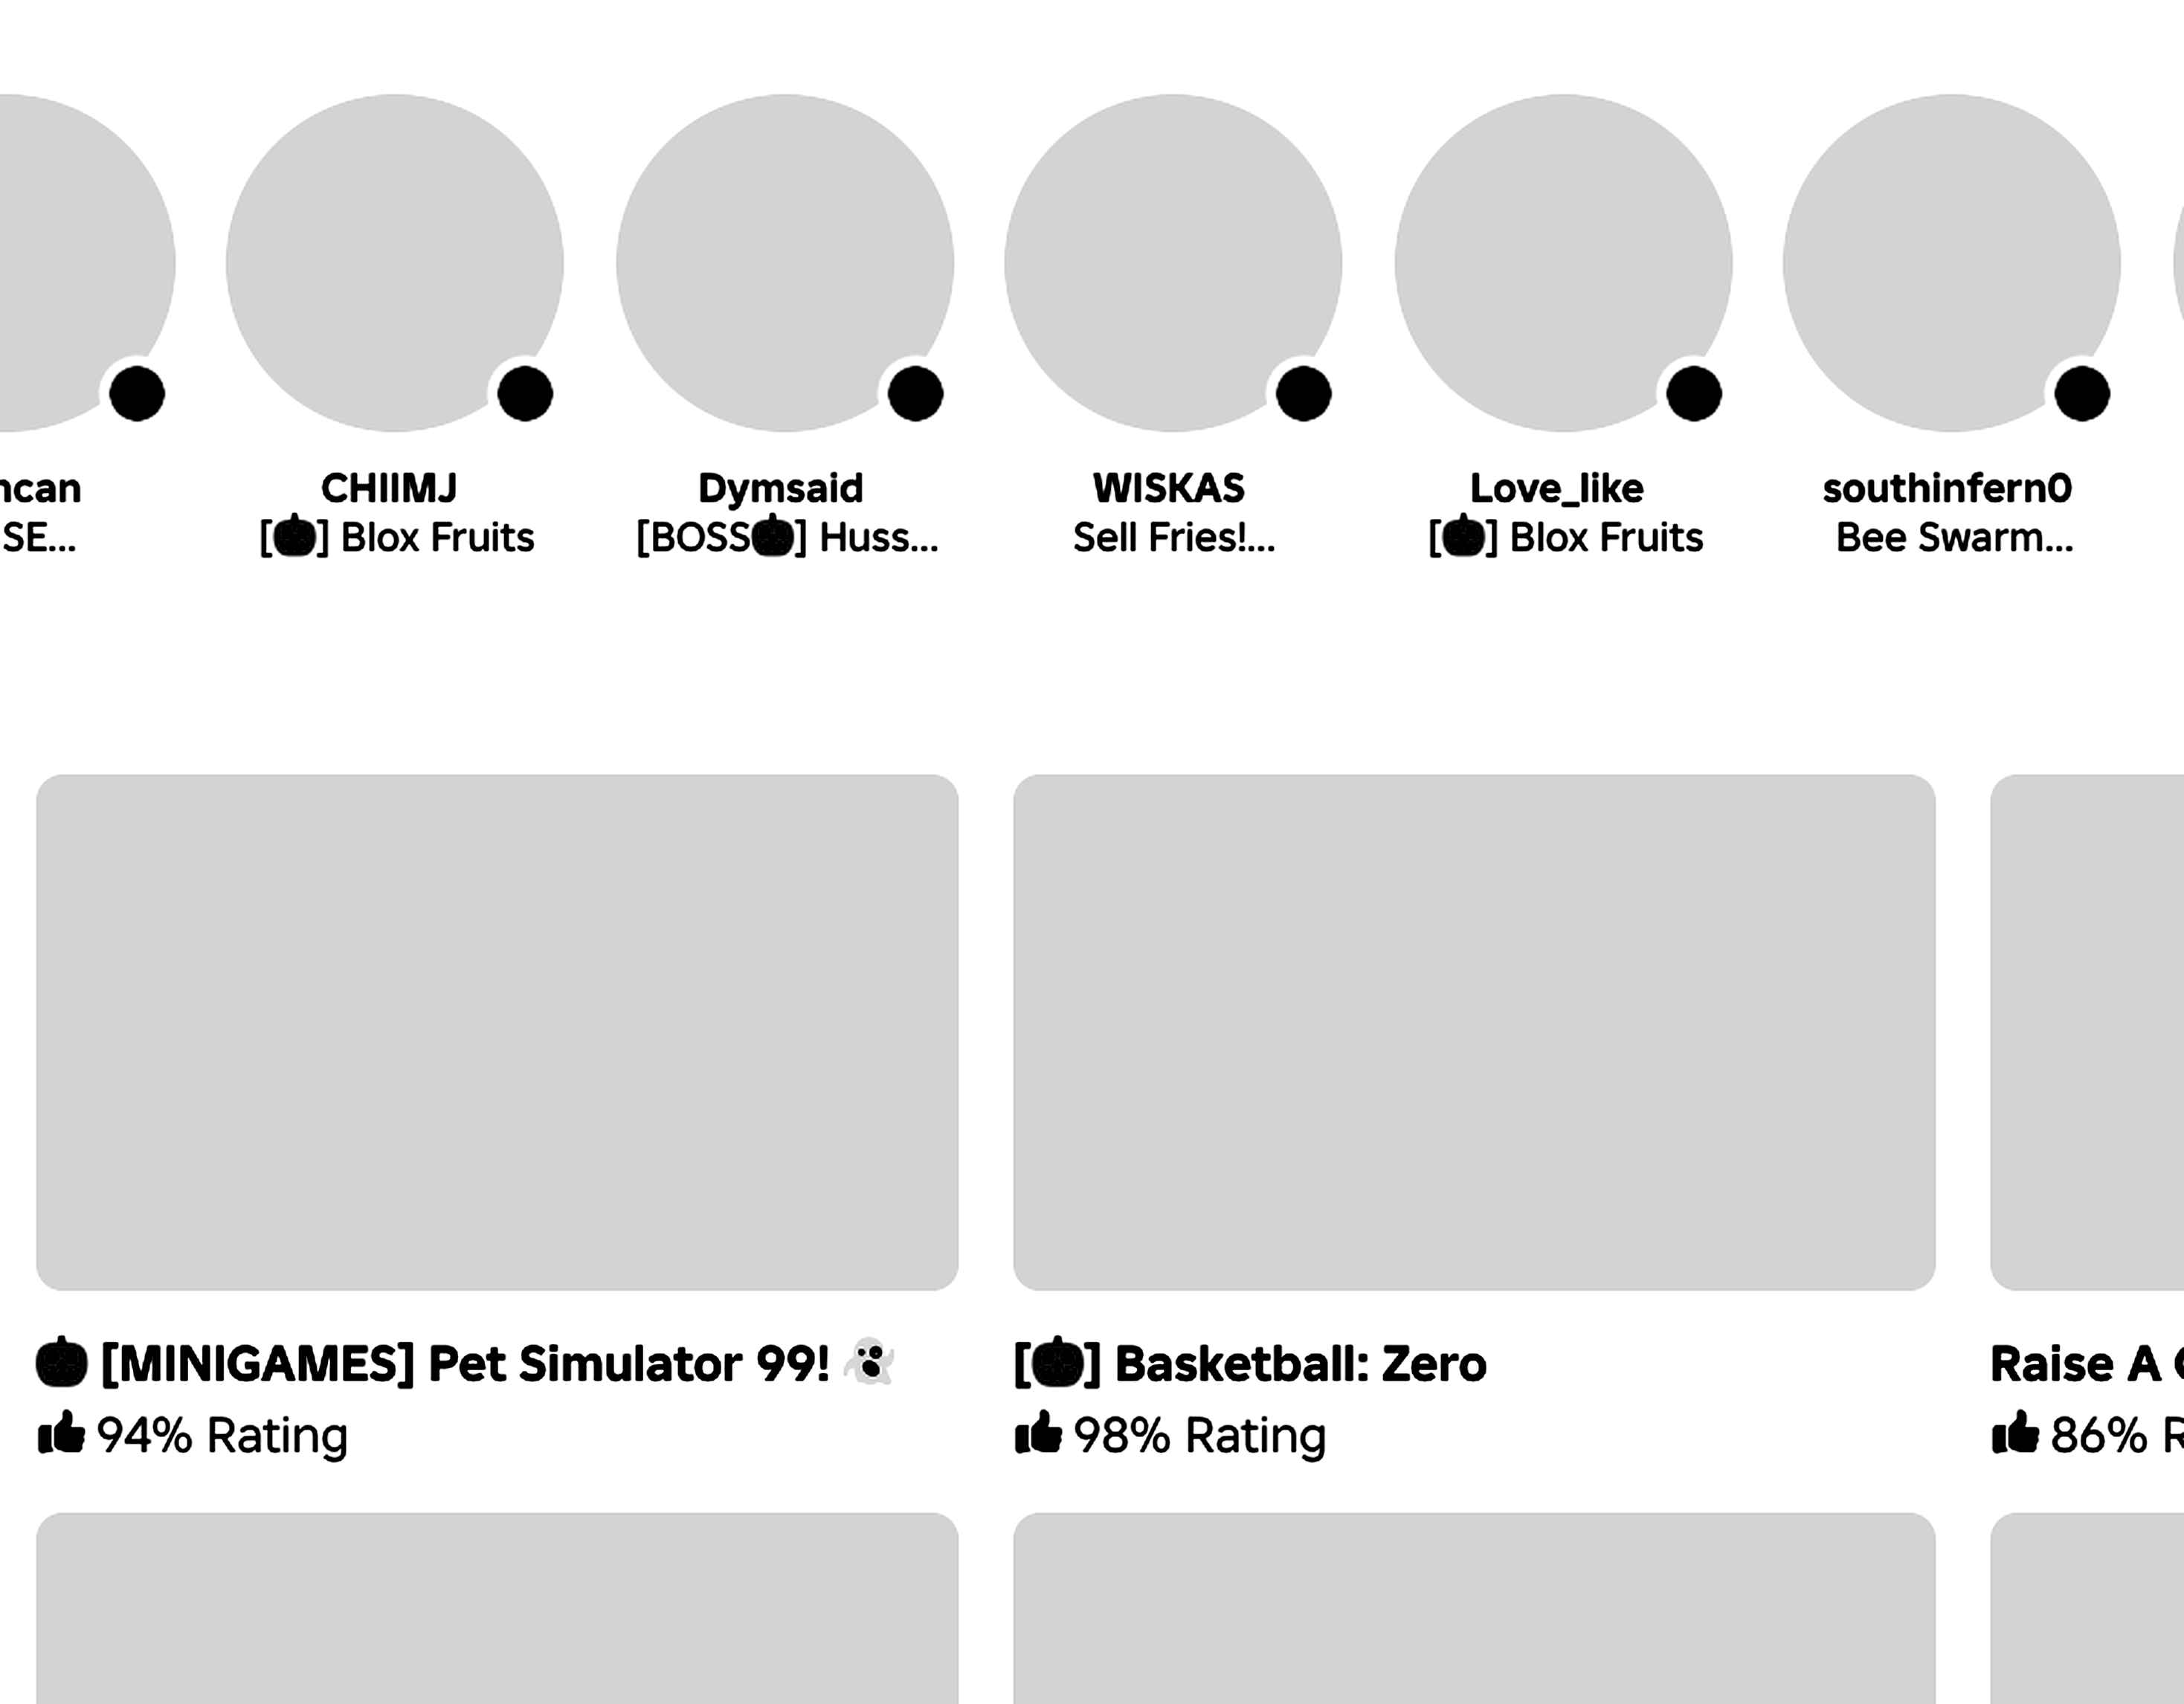 ncan
SE...
CHIIMJ
[🎃] Blox Fruits
Dymsaid
[BOSS🎃] Huss...
WISKAS
Sell Fries!...
Love_like
[🎃] Blox Fruits
southinfern0
Bee Swarm...
🎃 [MINIGAMES] Pet Simulator 99! 👻
👍 94% Rating
[🎃] Basketball: Zero
👍 98% Rating
Raise A
👍 86% R